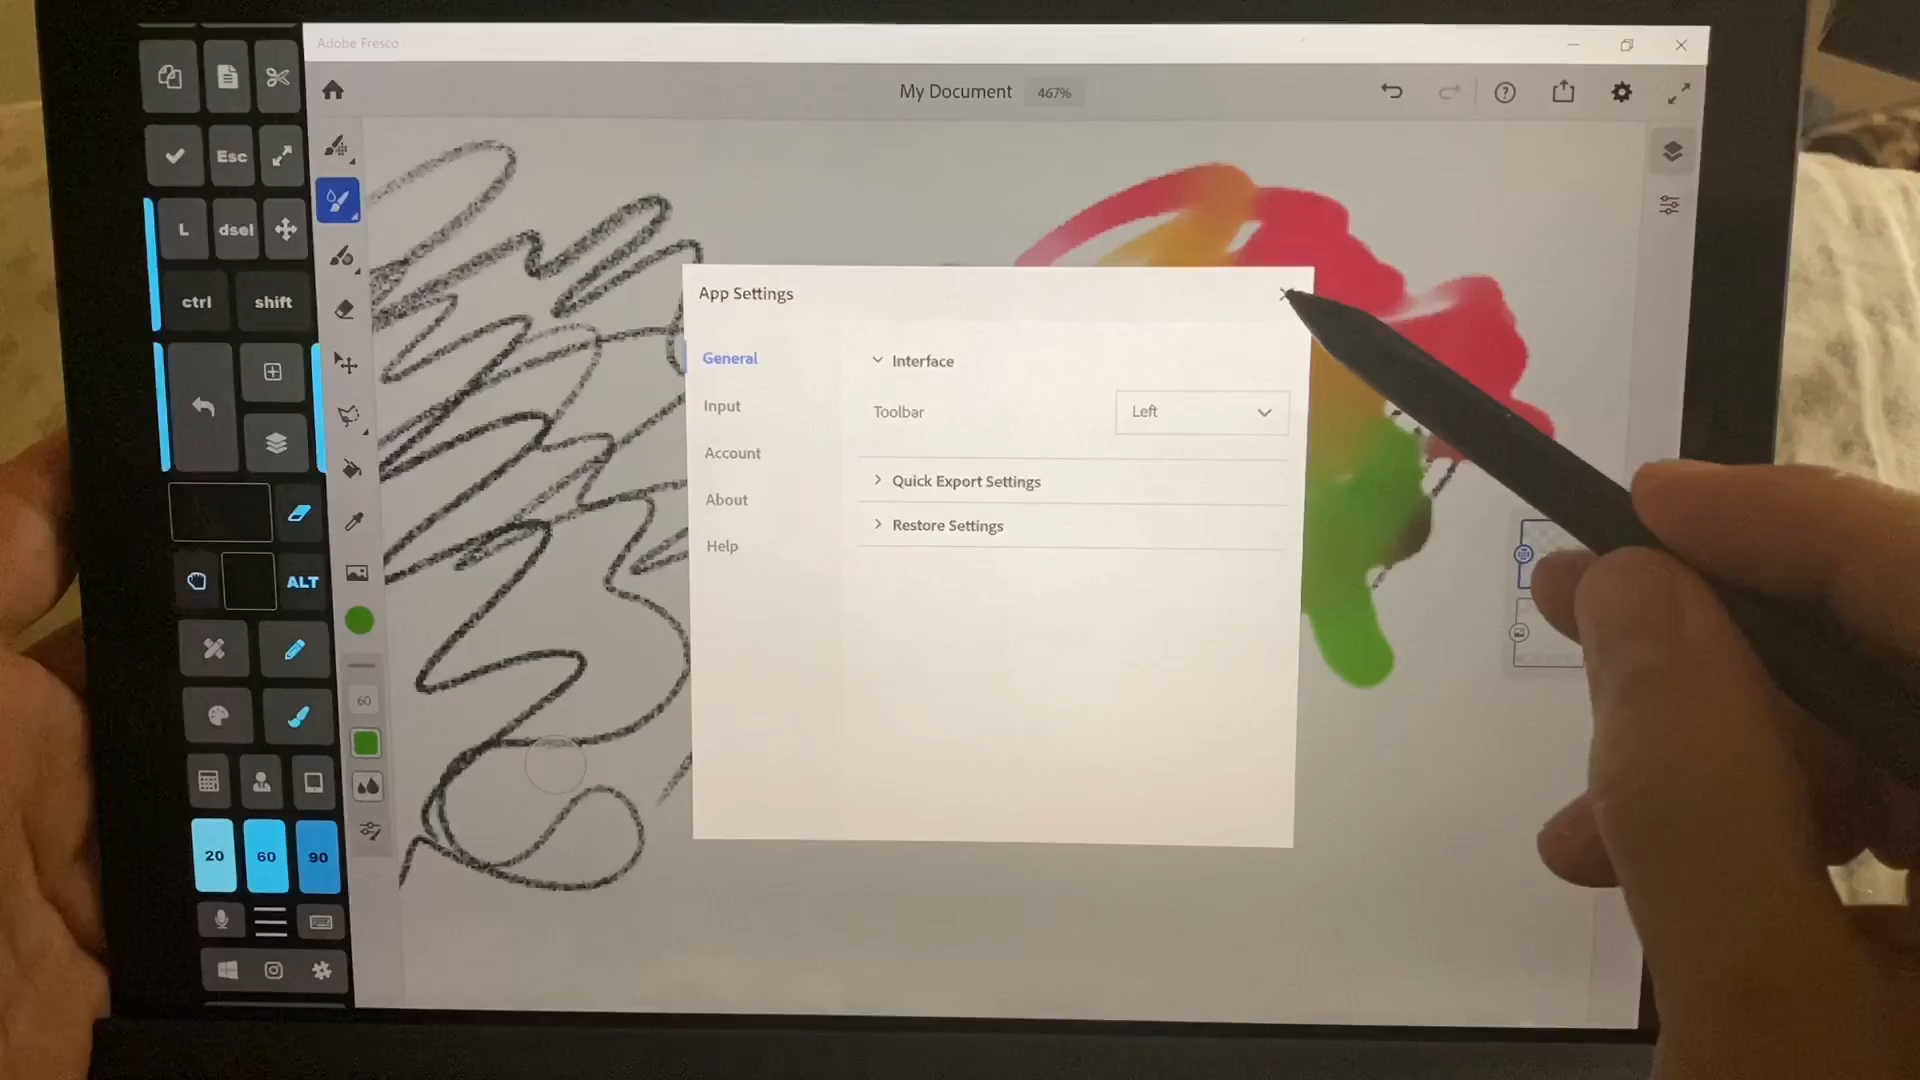 Adobe Fresco
My Document 467%
Esc
L dsel
ctrl shift
ALT
60
20 60 90
App Settings
General
Input
Account
About
Help
Interface
Toolbar Left
Quick Export Settings
Restore Settings